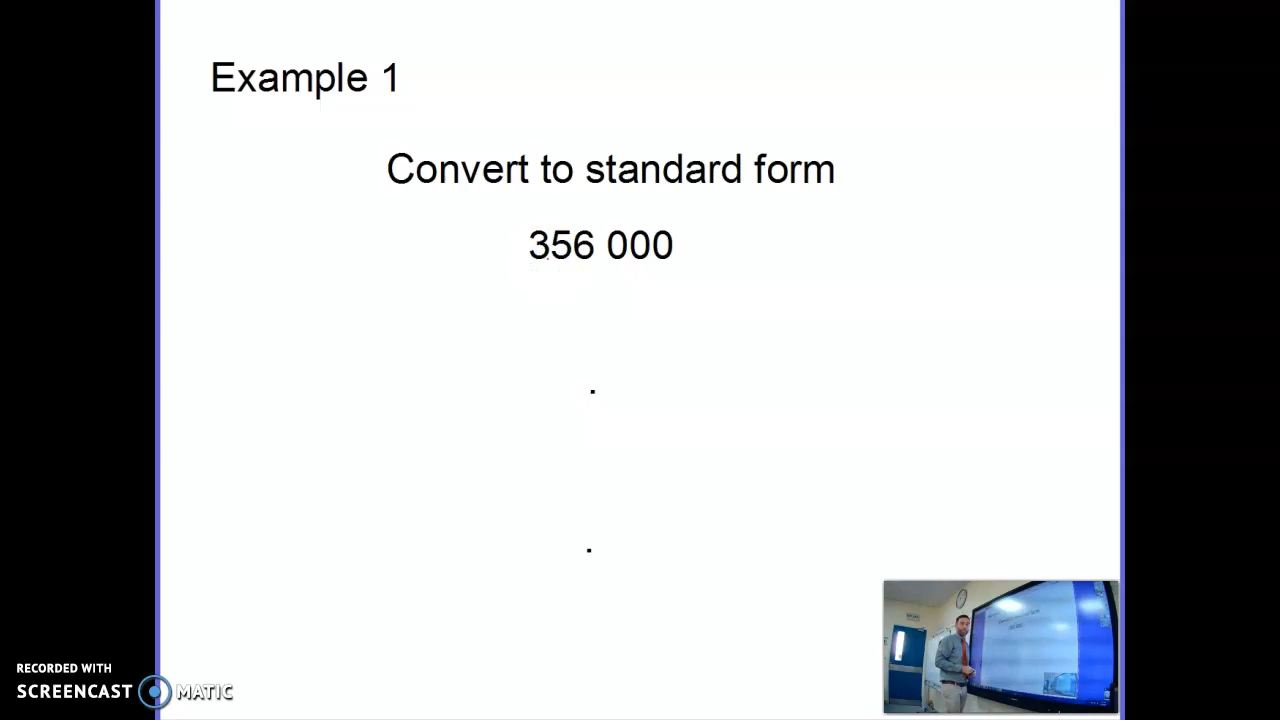 Example 1
Convert to standard form
356 000
RECORDED WITH
SCREENCAST MATIC